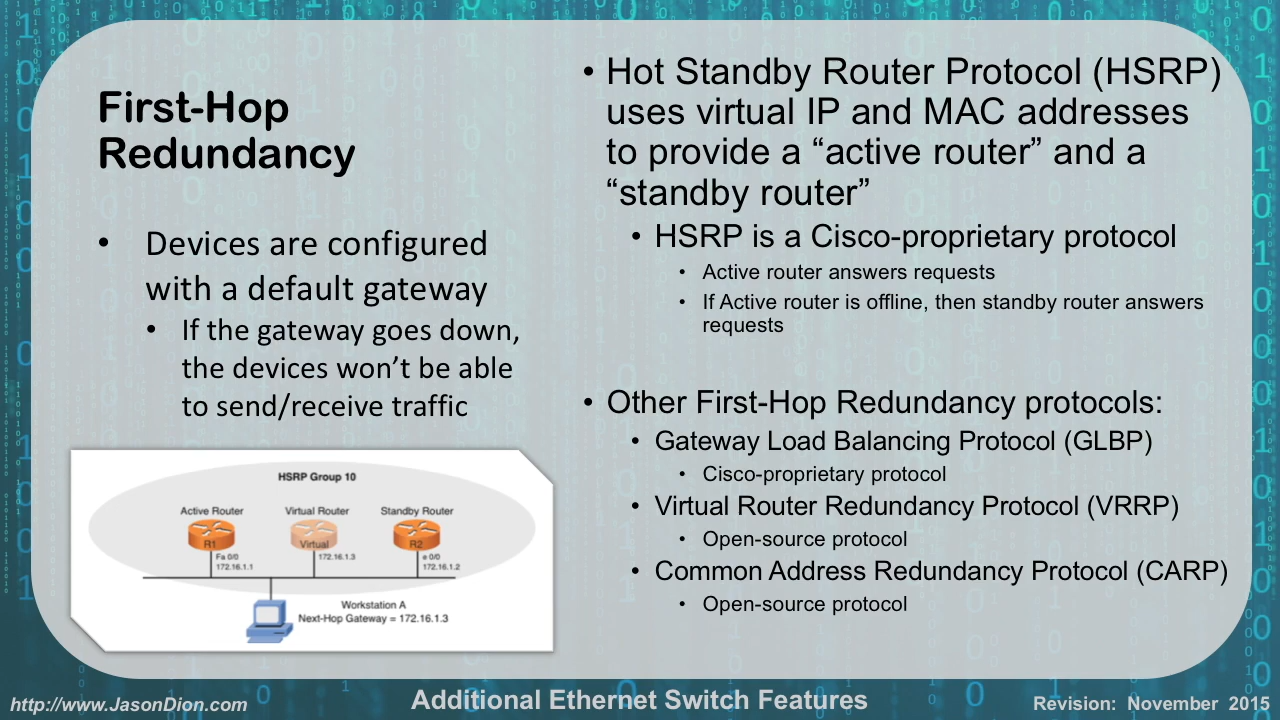 First-Hop
Redundancy
• Devices are configured
with a default gateway
• If the gateway goes down,
the devices won’t be able
to send/receive traffic
HSRP Group 10
Active Router
Virtual Router
Standby Router
R1
Virtual
R2
Fa 0/0
172.16.1.1
172.16.1.3
e 0/0
172.16.1.2
Workstation A
Next-Hop Gateway = 172.16.1.3
• Hot Standby Router Protocol (HSRP)
uses virtual IP and MAC addresses
to provide a “active router” and a
“standby router”
• HSRP is a Cisco-proprietary protocol
• Active router answers requests
• If Active router is offline, then standby router answers
requests
• Other First-Hop Redundancy protocols:
• Gateway Load Balancing Protocol (GLBP)
• Cisco-proprietary protocol
• Virtual Router Redundancy Protocol (VRRP)
• Open-source protocol
• Common Address Redundancy Protocol (CARP)
• Open-source protocol
http://www.JasonDion.com
Additional Ethernet Switch Features
Revision: November 2015